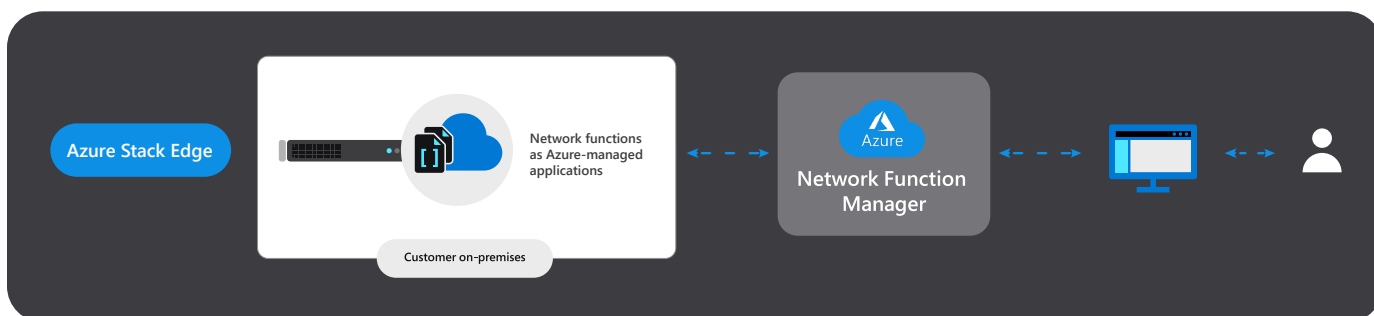 Azure Stack Edge
Network functions
as Azure-managed
applications
Customer on-premises
Azure
Network Function
Manager